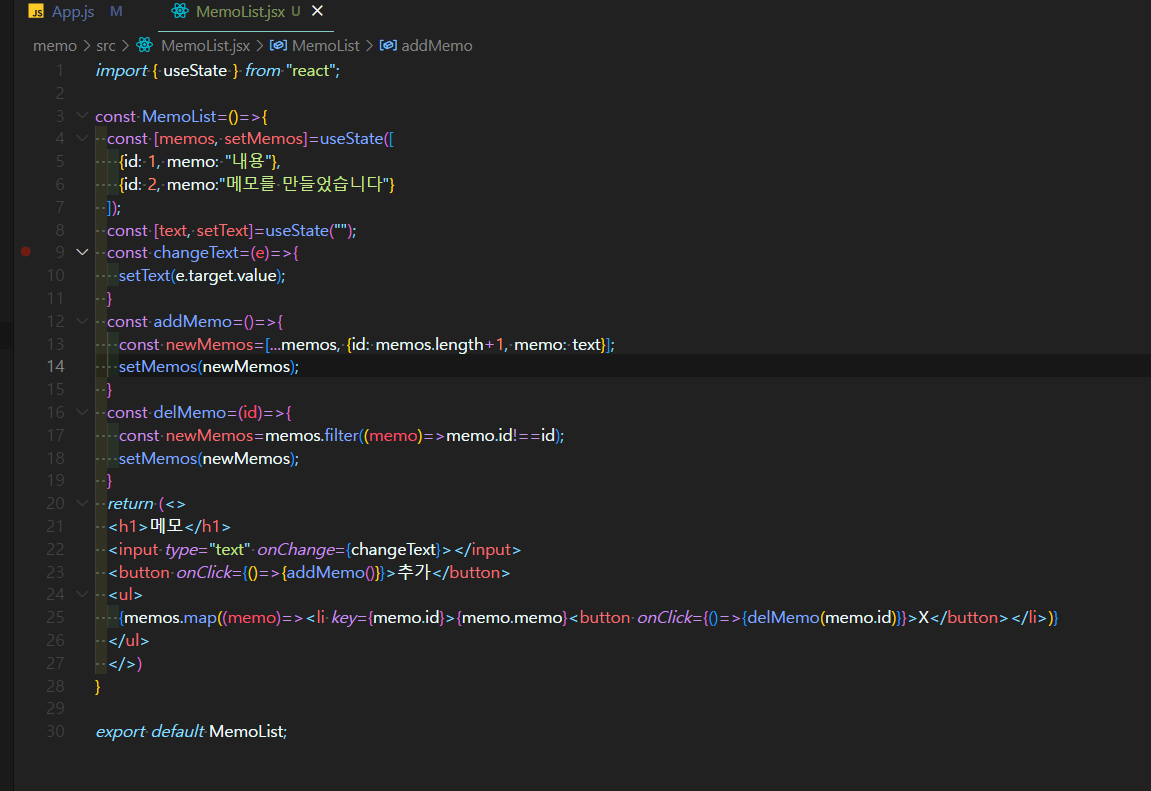 JS App.js M MemoList.jsx U
memo > src > MemoList.jsx > MemoList > addMemo
1 import { useState } from "react";
2
3 const MemoList=()=>{
4 const [memos, setMemos]=useState([
5 {id: 1, memo: "내용"},
6 {id: 2, memo:"메모를 만들었습니다"}
7 ]);
8 const [text, setText]=useState("");
9 const changeText=(e)=>{
10 setText(e.target.value);
11 }
12 const addMemo=()=>{
13 const newMemos=[...memos, {id: memos.length+1, memo: text}];
14 setMemos(newMemos);
15 }
16 const delMemo=(id)=>{
17 const newMemos=memos.filter((memo)=>memo.id!==id);
18 setMemos(newMemos);
19 }
20 return (<>
21 <h1>메모</h1>
22 <input type="text" onChange={changeText}></input>
23 <button onClick={()=>{addMemo()}}>추가</button>
24 <ul>
25 {memos.map((memo)=><li key={memo.id}>{memo.memo}<button onClick={()=>{delMemo(memo.id)}}>X</button></li>)}
26 </ul>
27 </>)
28 }
29
30 export default MemoList;